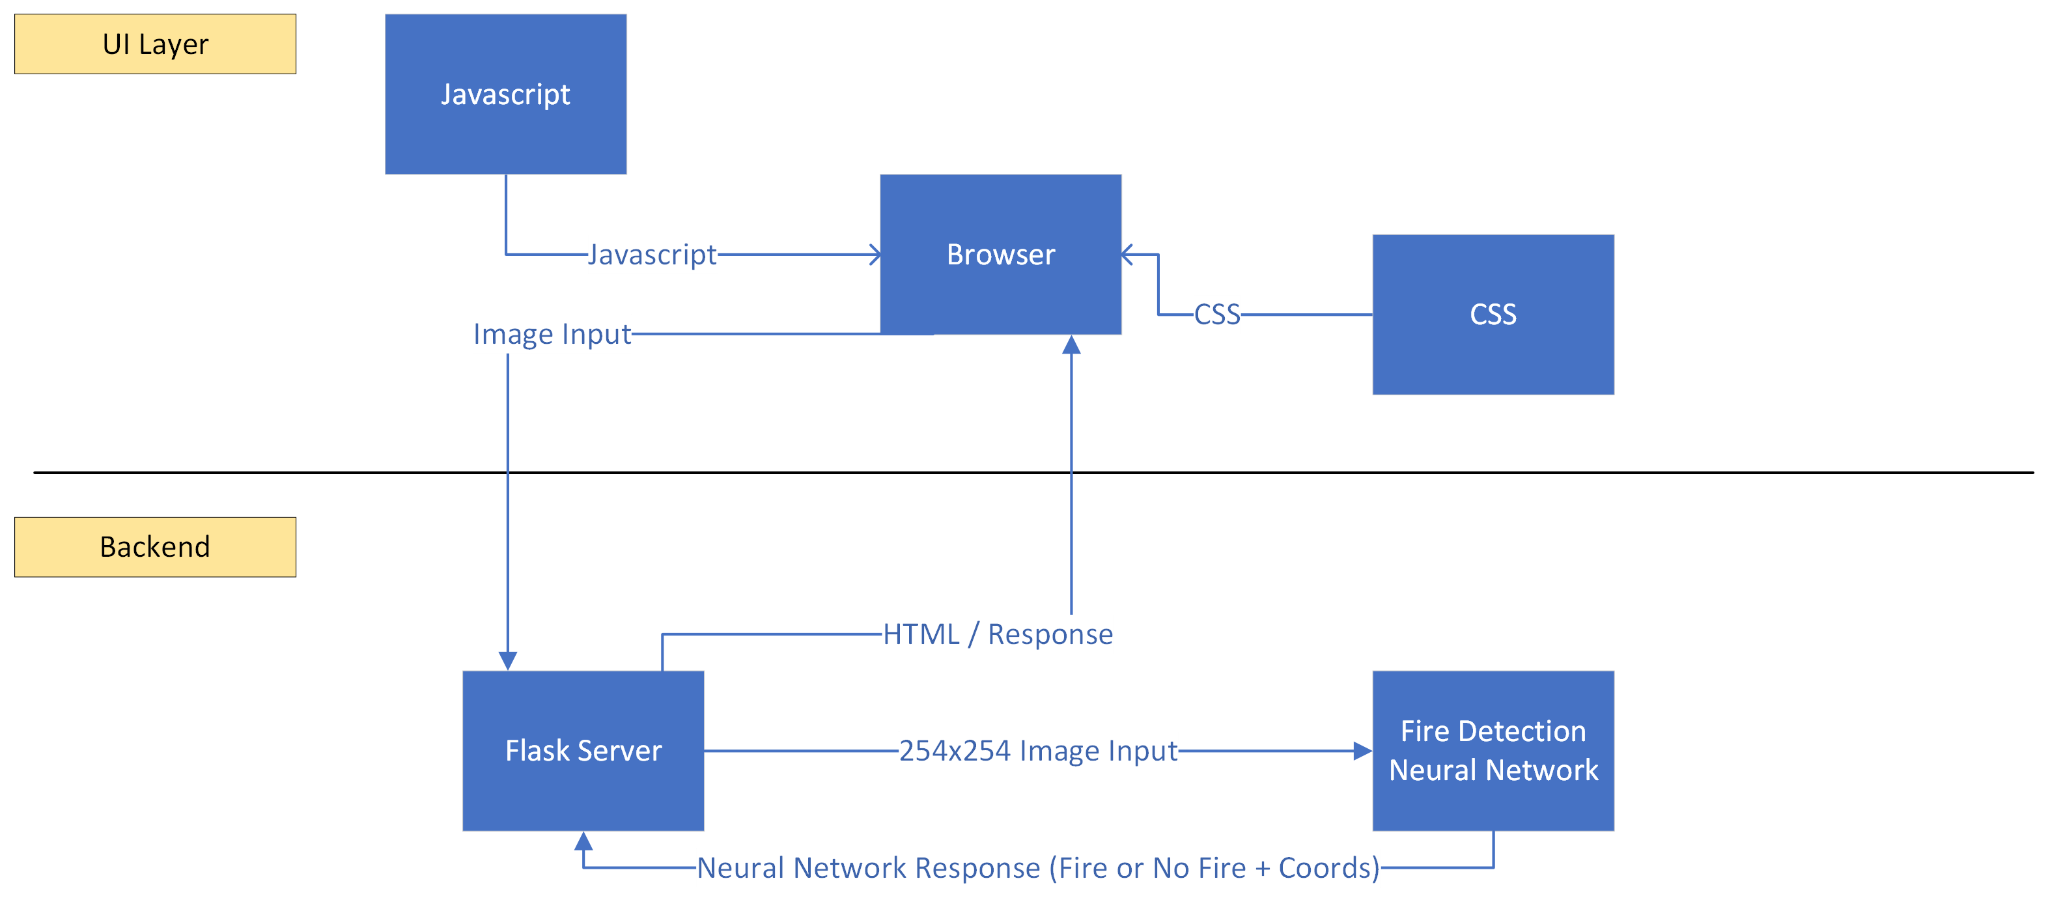 UI Layer
Javascript
Javascript
Browser
CSS
CSS
Image Input
Backend
HTML / Response
Flask Server
254x254 Image Input
Fire Detection
Neural Network
Neural Network Response (Fire or No Fire + Coords)